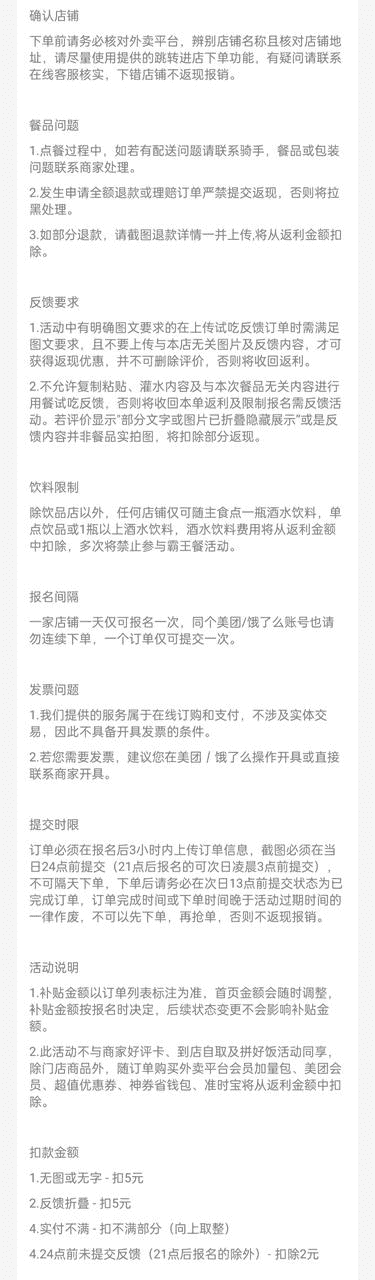 确认店铺
下单前请务必核对外卖平台，辨别店铺名称且核对店铺地
址，请尽量使用提供的跳转进店下单功能，有疑问请联系
在线客服核实，下错店铺不返现报销。
餐品问题
1.点餐过程中，如若有配送问题请联系骑手，餐品或包装
问题联系商家处理。
2.发生申请全额退款或理赔订单严禁提交返现，否则将拉
黑处理。
3.如部分退款，请截图退款详情一并上传,将从返利金额扣
除。
反馈要求
1.活动中有明确图文要求的在上传试吃反馈订单时需满足
图文要求，且不要上传与本店无关图片及反馈内容，才可
获得返现优惠，并不可删除评价，否则将收回返利。
2.不允许复制粘贴、灌水内容及与本次餐品无关内容进行
用餐试吃反馈，否则将收回本单返利及限制报名需反馈活
动。若评价显示"部分文字或图片已折叠隐藏展示"或是反
馈内容并非餐品实拍图，将扣除部分返现。
饮料限制
除饮品店以外，任何店铺仅可随主食点一瓶酒水饮料，单
点饮品或1瓶以上酒水饮料，酒水饮料费用将从返利金额
中扣除，多次将禁止参与霸王餐活动。
报名间隔
一家店铺一天仅可报名一次，同个美团/饿了么账号也请
勿连续下单，一个订单仅可提交一次。
发票问题
1.我们提供的服务属于在线订购和支付，不涉及实体交
易，因此不具备开具发票的条件。
2.若您需要发票，建议您在美团 / 饿了么操作开具或直接
联系商家开具。
提交时限
订单必须在报名后3小时内上传订单信息，截图必须在当
日24点前提交（21点后报名的可次日凌晨3点前提交），
不可隔天下单，下单后请务必在次日13点前提交状态为已
完成订单，订单完成时间或下单时间晚于活动过期时间的
一律作废，不可以先下单，再抢单，否则不返现报销。
活动说明
1.补贴金额以订单列表标注为准，首页金额会随时调整，
补贴金额按报名时决定，后续状态变更不会影响补贴金
额。
2.此活动不与商家好评卡、到店自取及拼好饭活动同享，
除门店商品外，随订单购买外卖平台会员加量包、美团会
员、超值优惠券、神券省钱包、准时宝将从返利金额中扣
除。
扣款金额
1.无图或无字 - 扣5元
2.反馈折叠 - 扣5元
4.实付不满 - 扣不满部分（向上取整）
4.24点前未提交反馈（21点后报名的除外）- 扣除2元